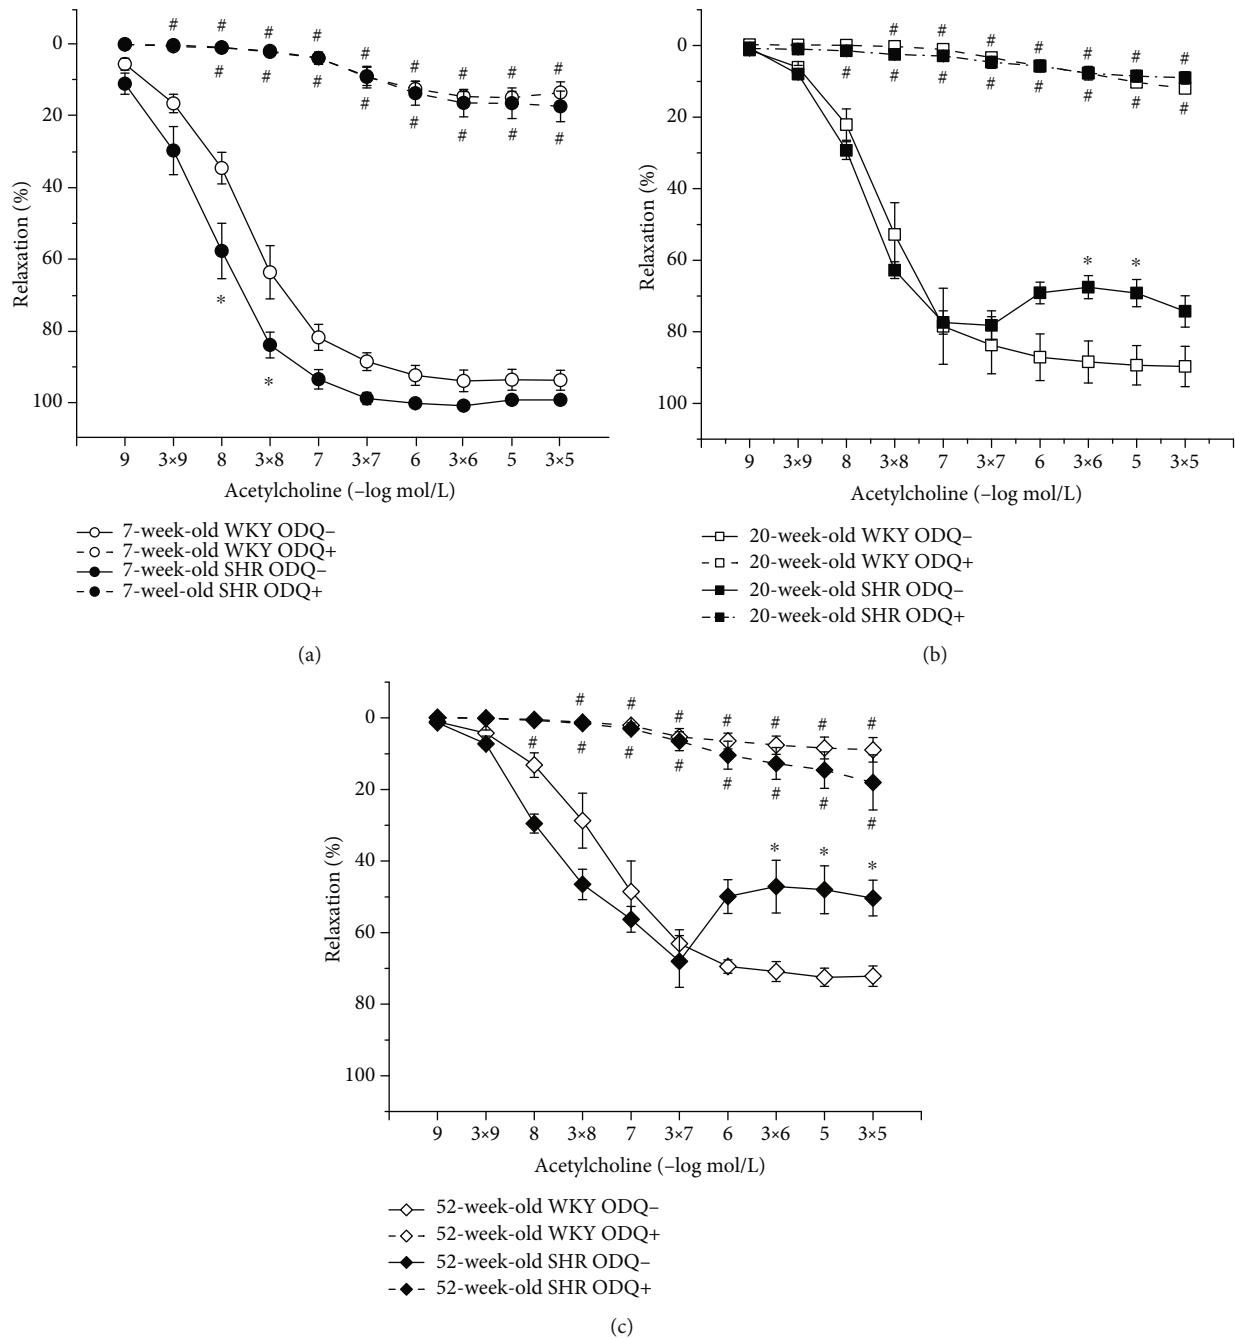 # # # # # # # # #
0
# # # # # # # # #
20
40
60
80
100
* *
Relaxation (%)
9 3×9 8 3×8 7 3×7 6 3×6 5 3×5
Acetylcholine (–log mol/L)
7-week-old WKY ODQ–
7-week-old WKY ODQ+
7-week-old SHR ODQ–
7-weel-old SHR ODQ+
(a)
# # # # # # #
0
# # # # # # # #
20
40
60
80
100
* *
Relaxation (%)
9 3×9 8 3×8 7 3×7 6 3×6 5 3×5
Acetylcholine (–log mol/L)
20-week-old WKY ODQ–
20-week-old WKY ODQ+
20-week-old SHR ODQ–
20-week-old SHR ODQ+
(b)
# # # # # # #
0
# # # # # # # #
20
40
60
80
100
* * *
Relaxation (%)
9 3×9 8 3×8 7 3×7 6 3×6 5 3×5
Acetylcholine (–log mol/L)
52-week-old WKY ODQ–
52-week-old WKY ODQ+
52-week-old SHR ODQ–
52-week-old SHR ODQ+
(c)